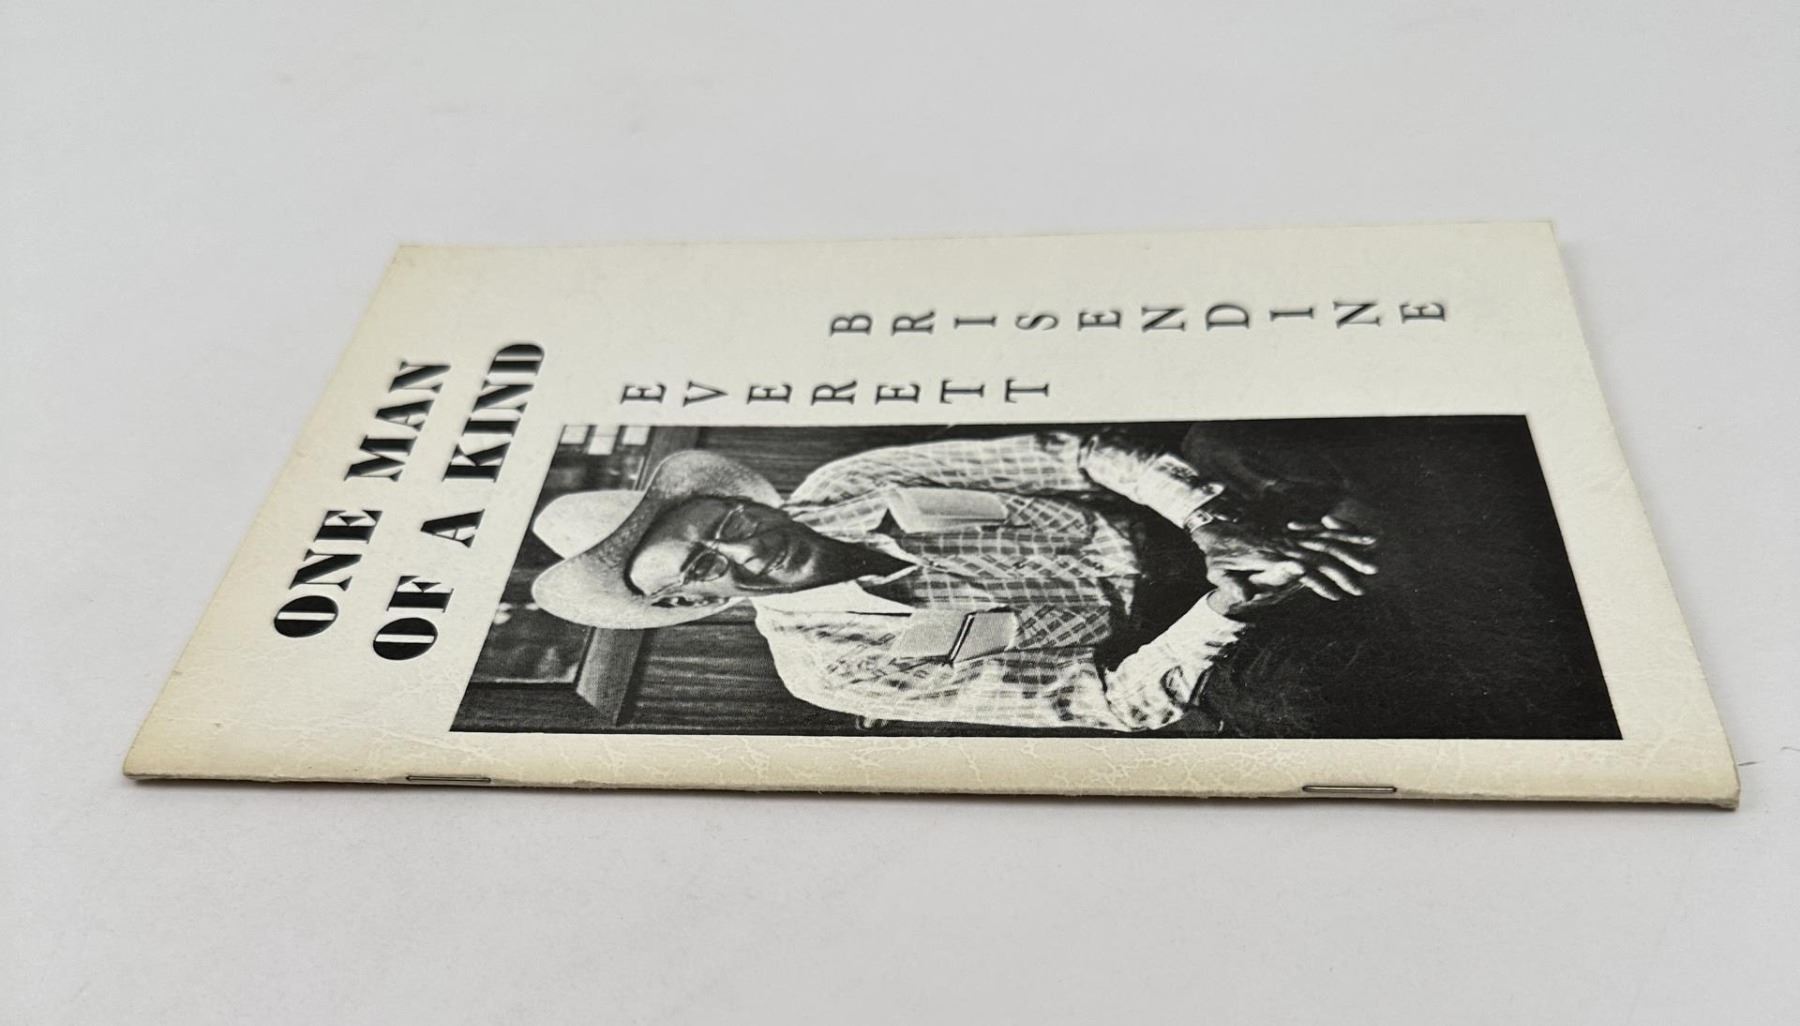 ONE MAN
OF A KIND
EVERETT
BRISENDINE